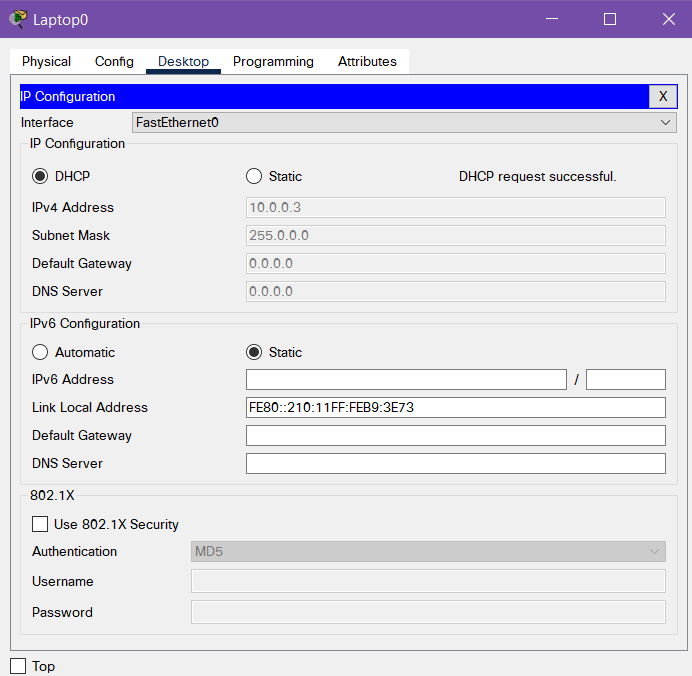 Laptop0
Physical Config Desktop Programming Attributes
IP Configuration X
Interface FastEthernet0
IP Configuration
DHCP Static DHCP request successful.
IPv4 Address 10.0.0.3
Subnet Mask 255.0.0.0
Default Gateway 0.0.0.0
DNS Server 0.0.0.0
IPv6 Configuration
Automatic Static
IPv6 Address /
Link Local Address FE80::210:11FF:FEB9:3E73
Default Gateway
DNS Server
802.1X
Use 802.1X Security
Authentication MD5
Username
Password
Top